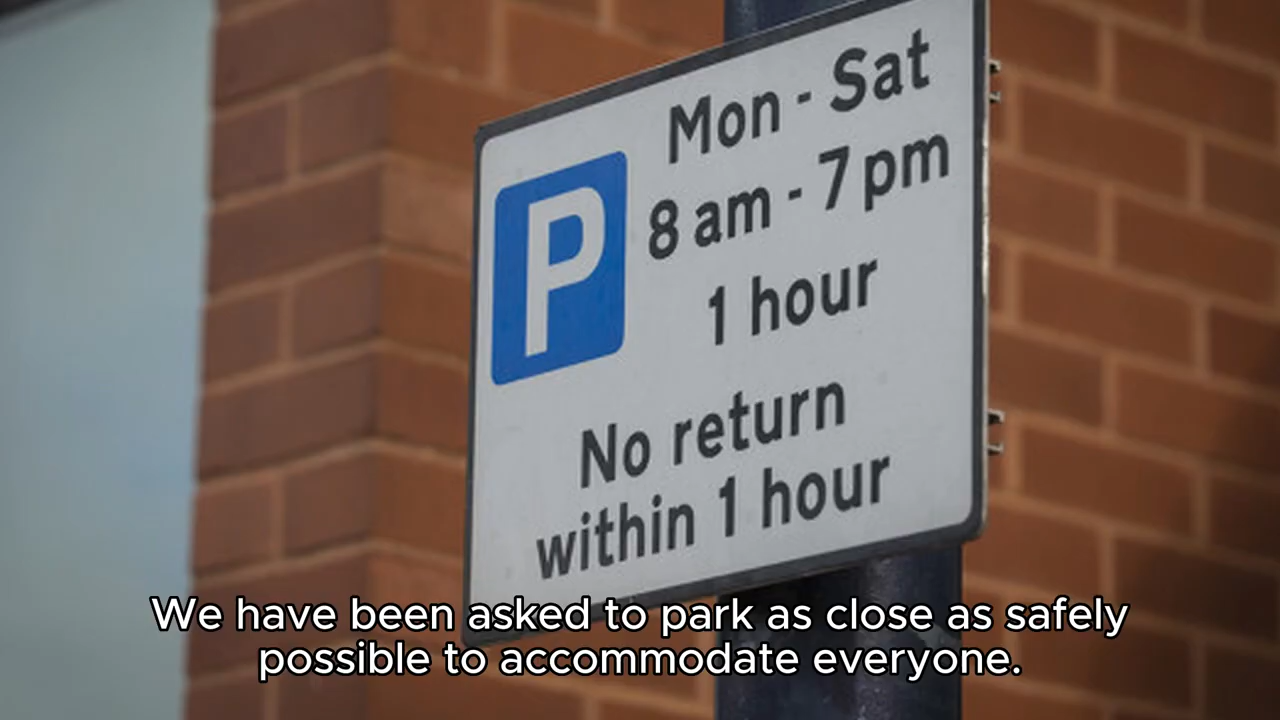 Mon - Sat
P
8 am - 7 pm
1 hour
No return
within 1 hour
We have been asked to park as close as safely
possible to accommodate everyone.